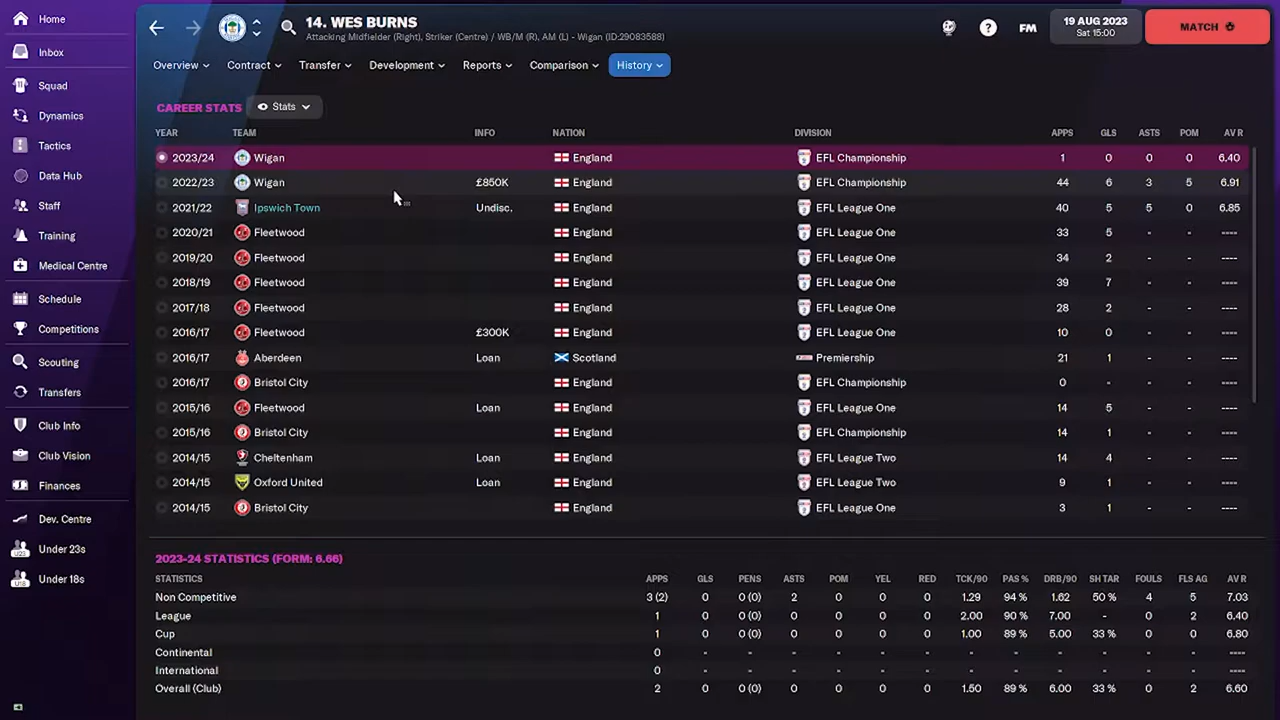 Home
Inbox
Squad
Dynamics
Tactics
Data Hub
Staff
Training
Medical Centre
Schedule
Competitions
Scouting
Transfers
Club Info
Club Vision
Finances
Dev. Centre
Under 23s
Under 18s
14. WES BURNS
Attacking Midfielder (Right), Striker (Centre) / WB/M (R), AM (L) - Wigan (ID:29083588)
FM
19 AUG 2023
Sat 15:00
MATCH
Overview Contract Transfer Development Reports Comparison History
CAREER STATS Stats
YEAR TEAM INFO NATION DIVISION APPS GLS ASTS POM AV R
2023/24 Wigan England EFL Championship 1 0 0 0 6.40
2022/23 Wigan £850K England EFL Championship 44 6 3 5 6.91
2021/22 Ipswich Town Undisc. England EFL League One 40 5 5 0 6.85
2020/21 Fleetwood England EFL League One 33 5 - - ----
2019/20 Fleetwood England EFL League One 34 2 - - ----
2018/19 Fleetwood England EFL League One 39 7 - - ----
2017/18 Fleetwood England EFL League One 28 2 - - ----
2016/17 Fleetwood £300K England EFL League One 10 0 - - ----
2016/17 Aberdeen Loan Scotland Premiership 21 1 - - ----
2016/17 Bristol City England EFL Championship 0 - - - ----
2015/16 Fleetwood Loan England EFL League One 14 5 - - ----
2015/16 Bristol City England EFL Championship 14 1 - - ----
2014/15 Cheltenham Loan England EFL League Two 14 4 - - ----
2014/15 Oxford United Loan England EFL League Two 9 1 - - ----
2014/15 Bristol City England EFL League One 3 1 - - ----
2023-24 STATISTICS (FORM: 6.66)
STATISTICS APPS GLS PENS ASTS POM YEL RED TCK/90 PAS % DRB/90 SH TAR FOULS FLS AG AV R
Non Competitive 3 (2) 0 0 (0) 2 0 0 0 1.29 94 % 1.62 50 % 4 5 7.03
League 1 0 0 (0) 0 0 0 0 2.00 90 % 7.00 - 0 2 6.40
Cup 1 0 0 (0) 0 0 0 0 1.00 89 % 5.00 33 % 0 0 6.80
Continental 0 - - - - - - - - - - - - ----
International 0 - - - - - - - - - - - - ----
Overall (Club) 2 0 0 (0) 0 0 0 0 1.50 89 % 6.00 33 % 0 2 6.60